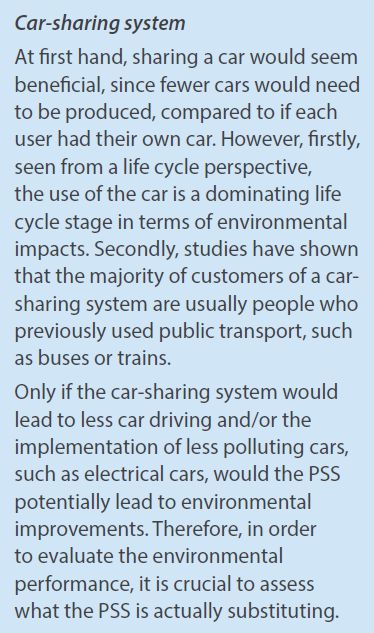 Car-sharing system
At first hand, sharing a car would seem
beneficial, since fewer cars would need
to be produced, compared to if each
user had their own car. However, firstly,
seen from a life cycle perspective,
the use of the car is a dominating life
cycle stage in terms of environmental
impacts. Secondly, studies have shown
that the majority of customers of a car-
sharing system are usually people who
previously used public transport, such
as buses or trains.
Only if the car-sharing system would
lead to less car driving and/or the
implementation of less polluting cars,
such as electrical cars, would the PSS
potentially lead to environmental
improvements. Therefore, in order
to evaluate the environmental
performance, it is crucial to assess
what the PSS is actually substituting.